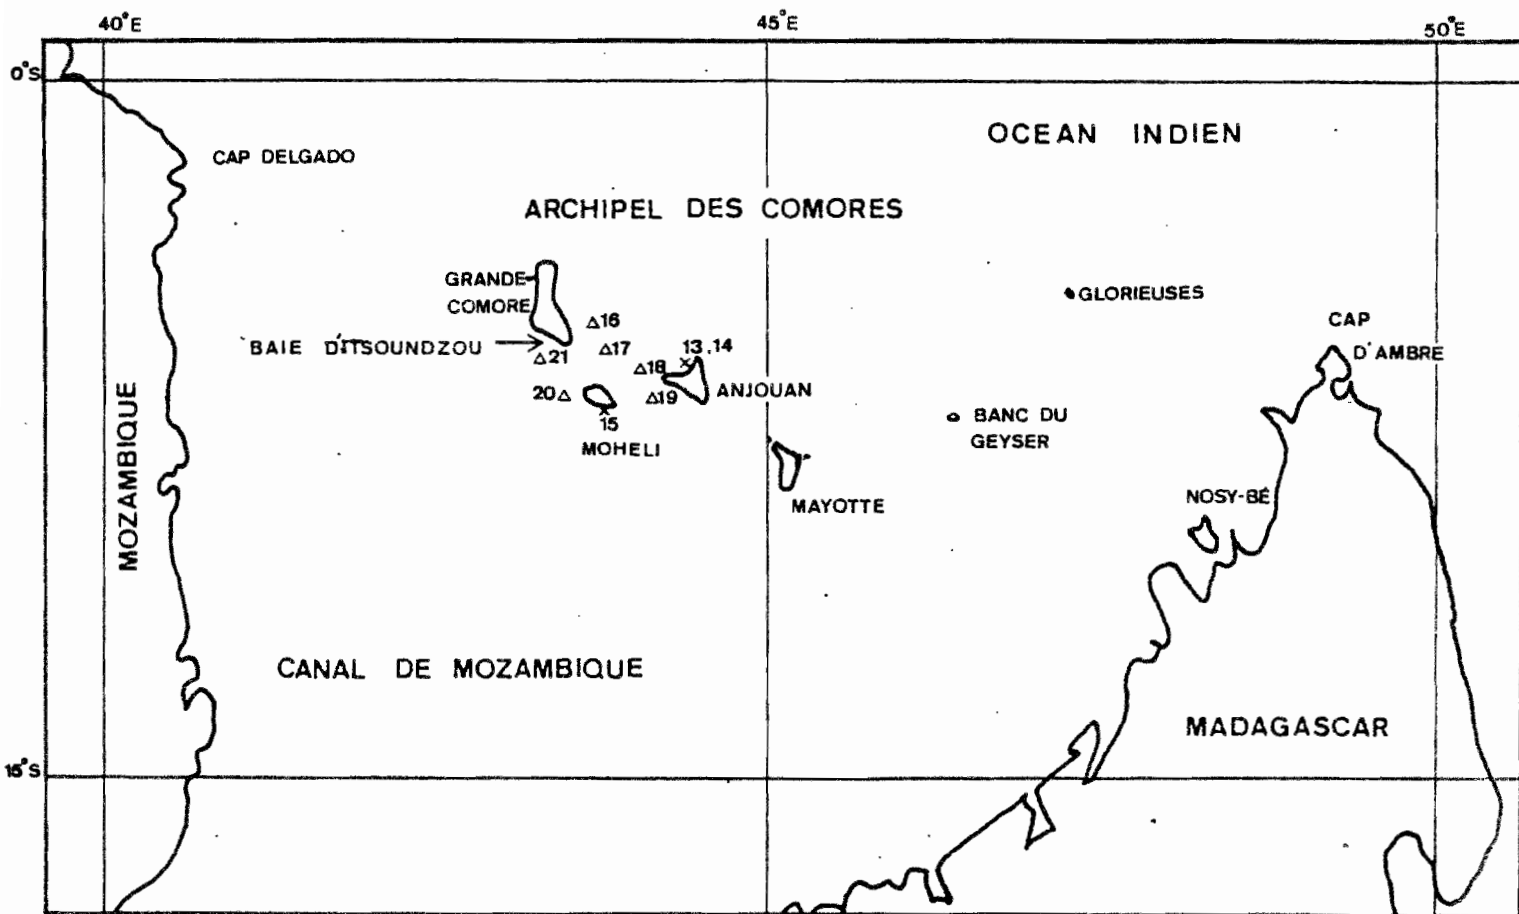 40°E
45°E
50°E
0°S
OCEAN INDIEN
CAP DELGADO
ARCHIPEL DES COMORES
GRANDE
COMORE
GLORIEUSES
△16
CAP
D'AMBRE
BAIE D'ITSOUNDZOU
△21
△17
13,14
△18
ANJOUAN
20△
△19
15
MOHELI
BANC DU
GEYSER
MOZAMBIQUE
MAYOTTE
NOSY-BÉ
CANAL DE MOZAMBIQUE
MADAGASCAR
15°S